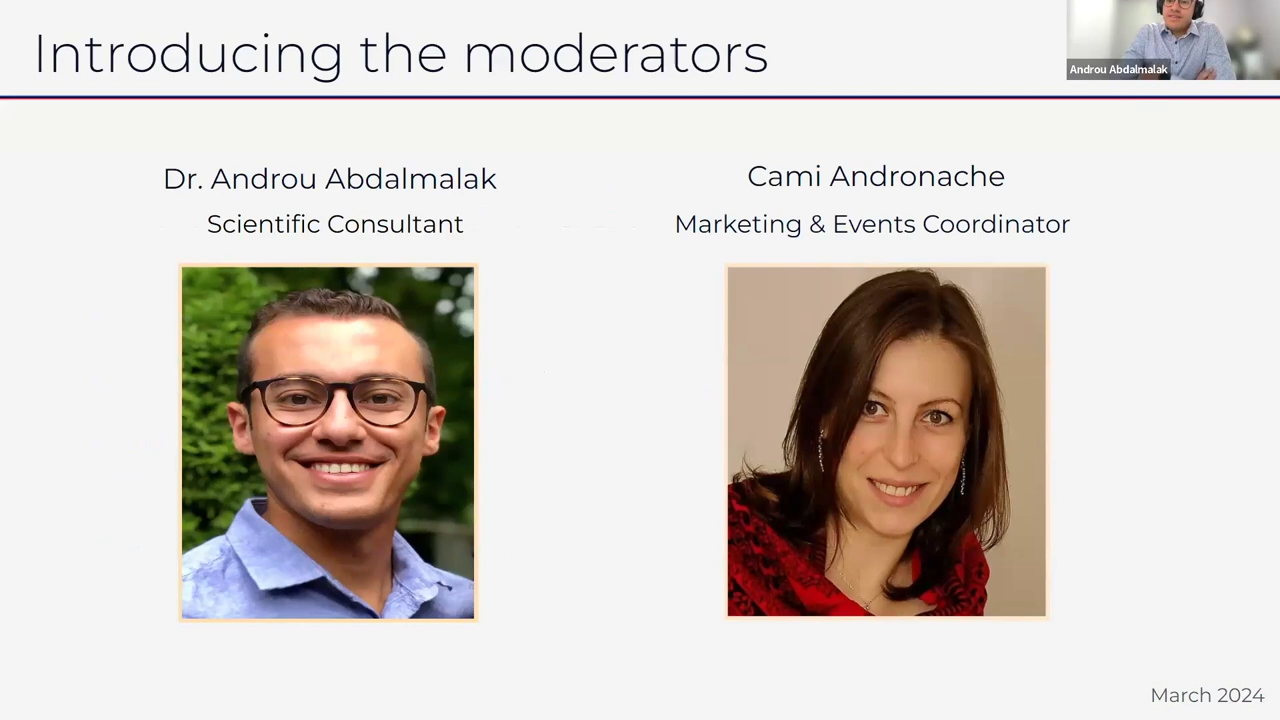 Introducing the moderators
Androu Abdalmalak
Dr. Androu Abdalmalak
Scientific Consultant
Cami Andronache
Marketing & Events Coordinator
March 2024